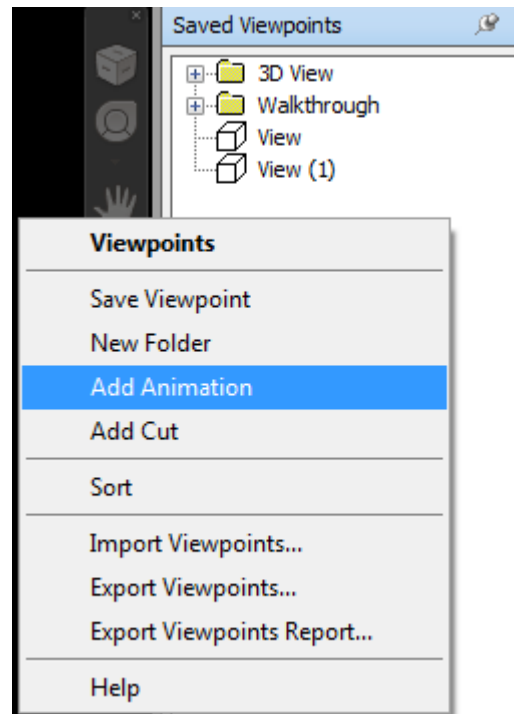 Saved Viewpoints
3D View
Walkthrough
View
View (1)
Viewpoints
Save Viewpoint
New Folder
Add Animation
Add Cut
Sort
Import Viewpoints...
Export Viewpoints...
Export Viewpoints Report...
Help